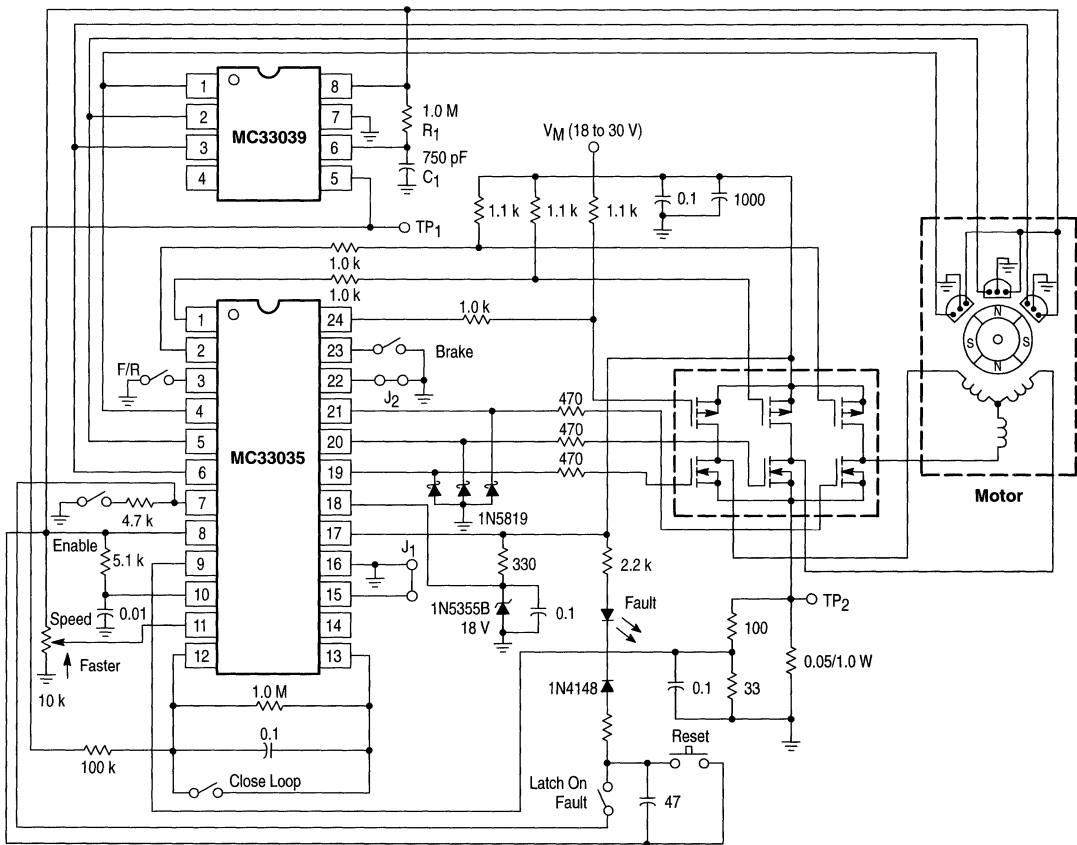 1
2
3
4
MC33039
8
7
6
5
1.0 M
R1
750 pF
C1
VM (18 to 30 V)
TP1
1.1 k
1.1 k
1.1 k
0.1
1000
1.0 k
1.0 k
1.0 k
1
2
3
4
5
6
7
8
9
10
11
12
MC33035
24
23
22
21
20
19
18
17
16
15
14
13
F/R
Brake
J2
470
470
470
1N5819
N
S
S
N
Motor
4.7 k
Enable
5.1 k
0.01
Speed
Faster
10 k
J1
330
1N5355B
18 V
0.1
2.2 k
Fault
TP2
100
0.05/1.0 W
0.1
33
1N4148
1.0 M
0.1
100 k
Close Loop
Reset
Latch On
Fault
47